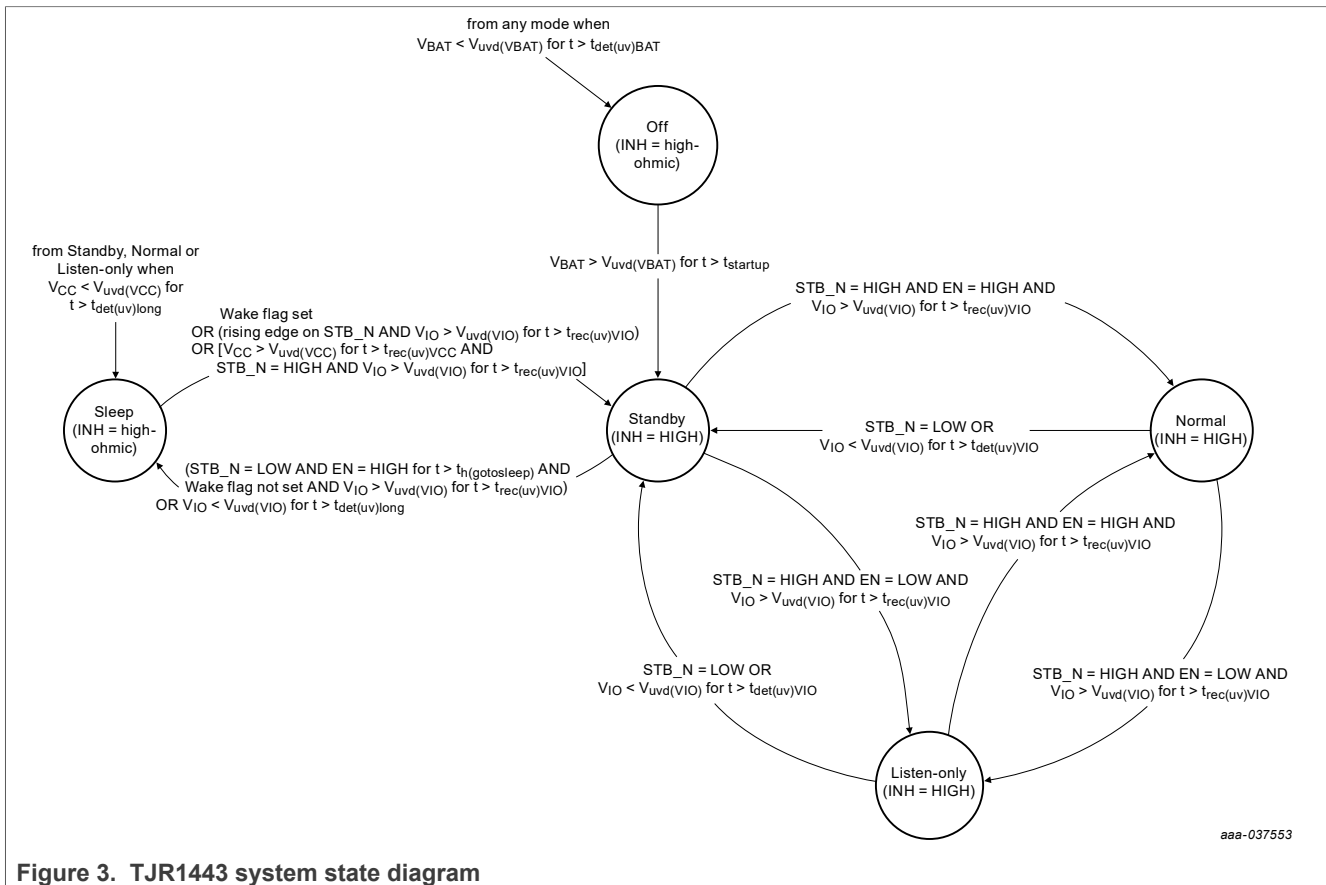 from any mode when
VBAT < Vuvd(VBAT) for t > tdet(uv)BAT
Off
(INH = high-
ohmic)
from Standby, Normal or
Listen-only when
VCC < Vuvd(VCC) for
t > tdet(uv)long
VBAT > Vuvd(VBAT) for t > tstartup
STB_N = HIGH AND EN = HIGH AND
VIO > Vuvd(VIO) for t > trec(uv)VIO
Wake flag set
OR (rising edge on STB_N AND VIO > Vuvd(VIO) for t > trec(uv)VIO)
OR [VCC > Vuvd(VCC) for t > trec(uv)VCC AND
STB_N = HIGH AND VIO > Vuvd(VIO) for t > trec(uv)VIO]
Sleep
(INH = high-
ohmic)
Standby
(INH = HIGH)
STB_N = LOW OR
VIO < Vuvd(VIO) for t > tdet(uv)VIO
Normal
(INH = HIGH)
(STB_N = LOW AND EN = HIGH for t > th(gotosleep) AND
Wake flag not set AND VIO > Vuvd(VIO) for t > trec(uv)VIO)
OR VIO < Vuvd(VIO) for t > tdet(uv)long
STB_N = HIGH AND EN = HIGH AND
VIO > Vuvd(VIO) for t > trec(uv)VIO
STB_N = HIGH AND EN = LOW AND
VIO > Vuvd(VIO) for t > trec(uv)VIO
STB_N = LOW OR
VIO < Vuvd(VIO) for t > tdet(uv)VIO
STB_N = HIGH AND EN = LOW AND
VIO > Vuvd(VIO) for t > trec(uv)VIO
Listen-only
(INH = HIGH)
aaa-037553
Figure 3. TJR1443 system state diagram